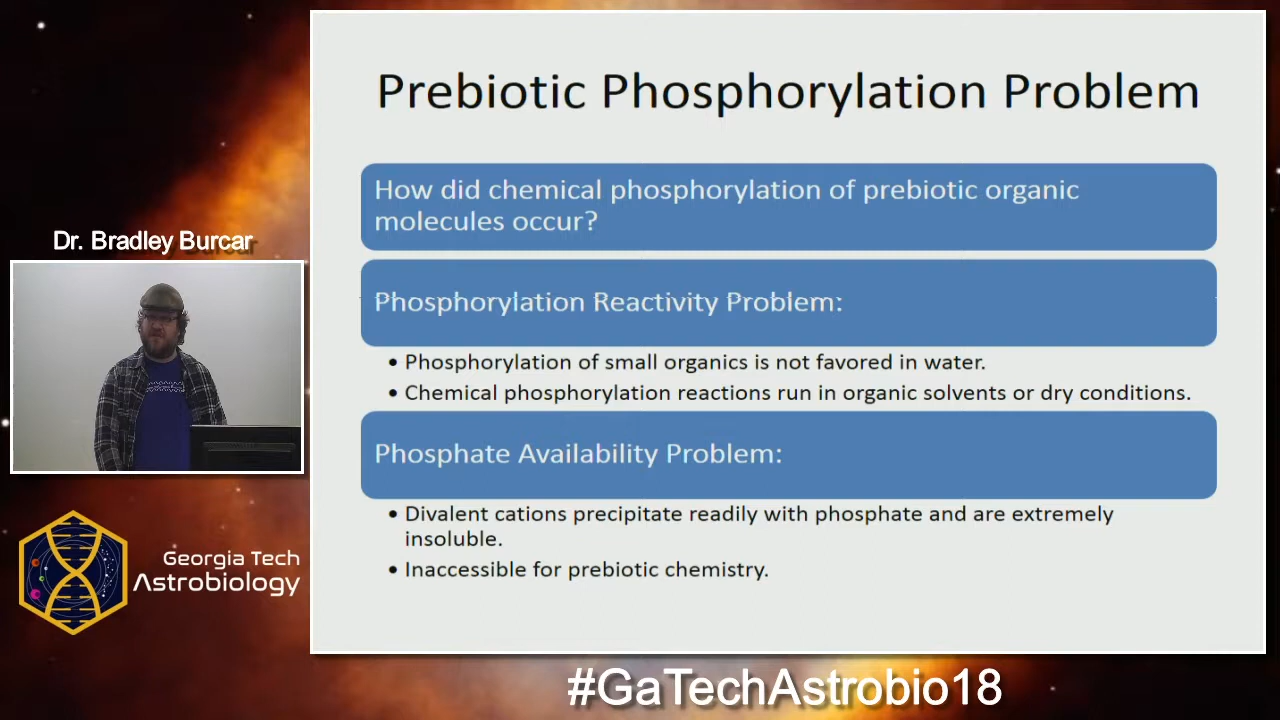 Prebiotic Phosphorylation Problem
How did chemical phosphorylation of prebiotic organic
molecules occur?
Phosphorylation Reactivity Problem:
• Phosphorylation of small organics is not favored in water.
• Chemical phosphorylation reactions run in organic solvents or dry conditions.
Phosphate Availability Problem:
• Divalent cations precipitate readily with phosphate and are extremely
insoluble.
• Inaccessible for prebiotic chemistry.
Dr. Bradley Burcar
Georgia Tech
Astrobiology
#GaTechAstrobio18